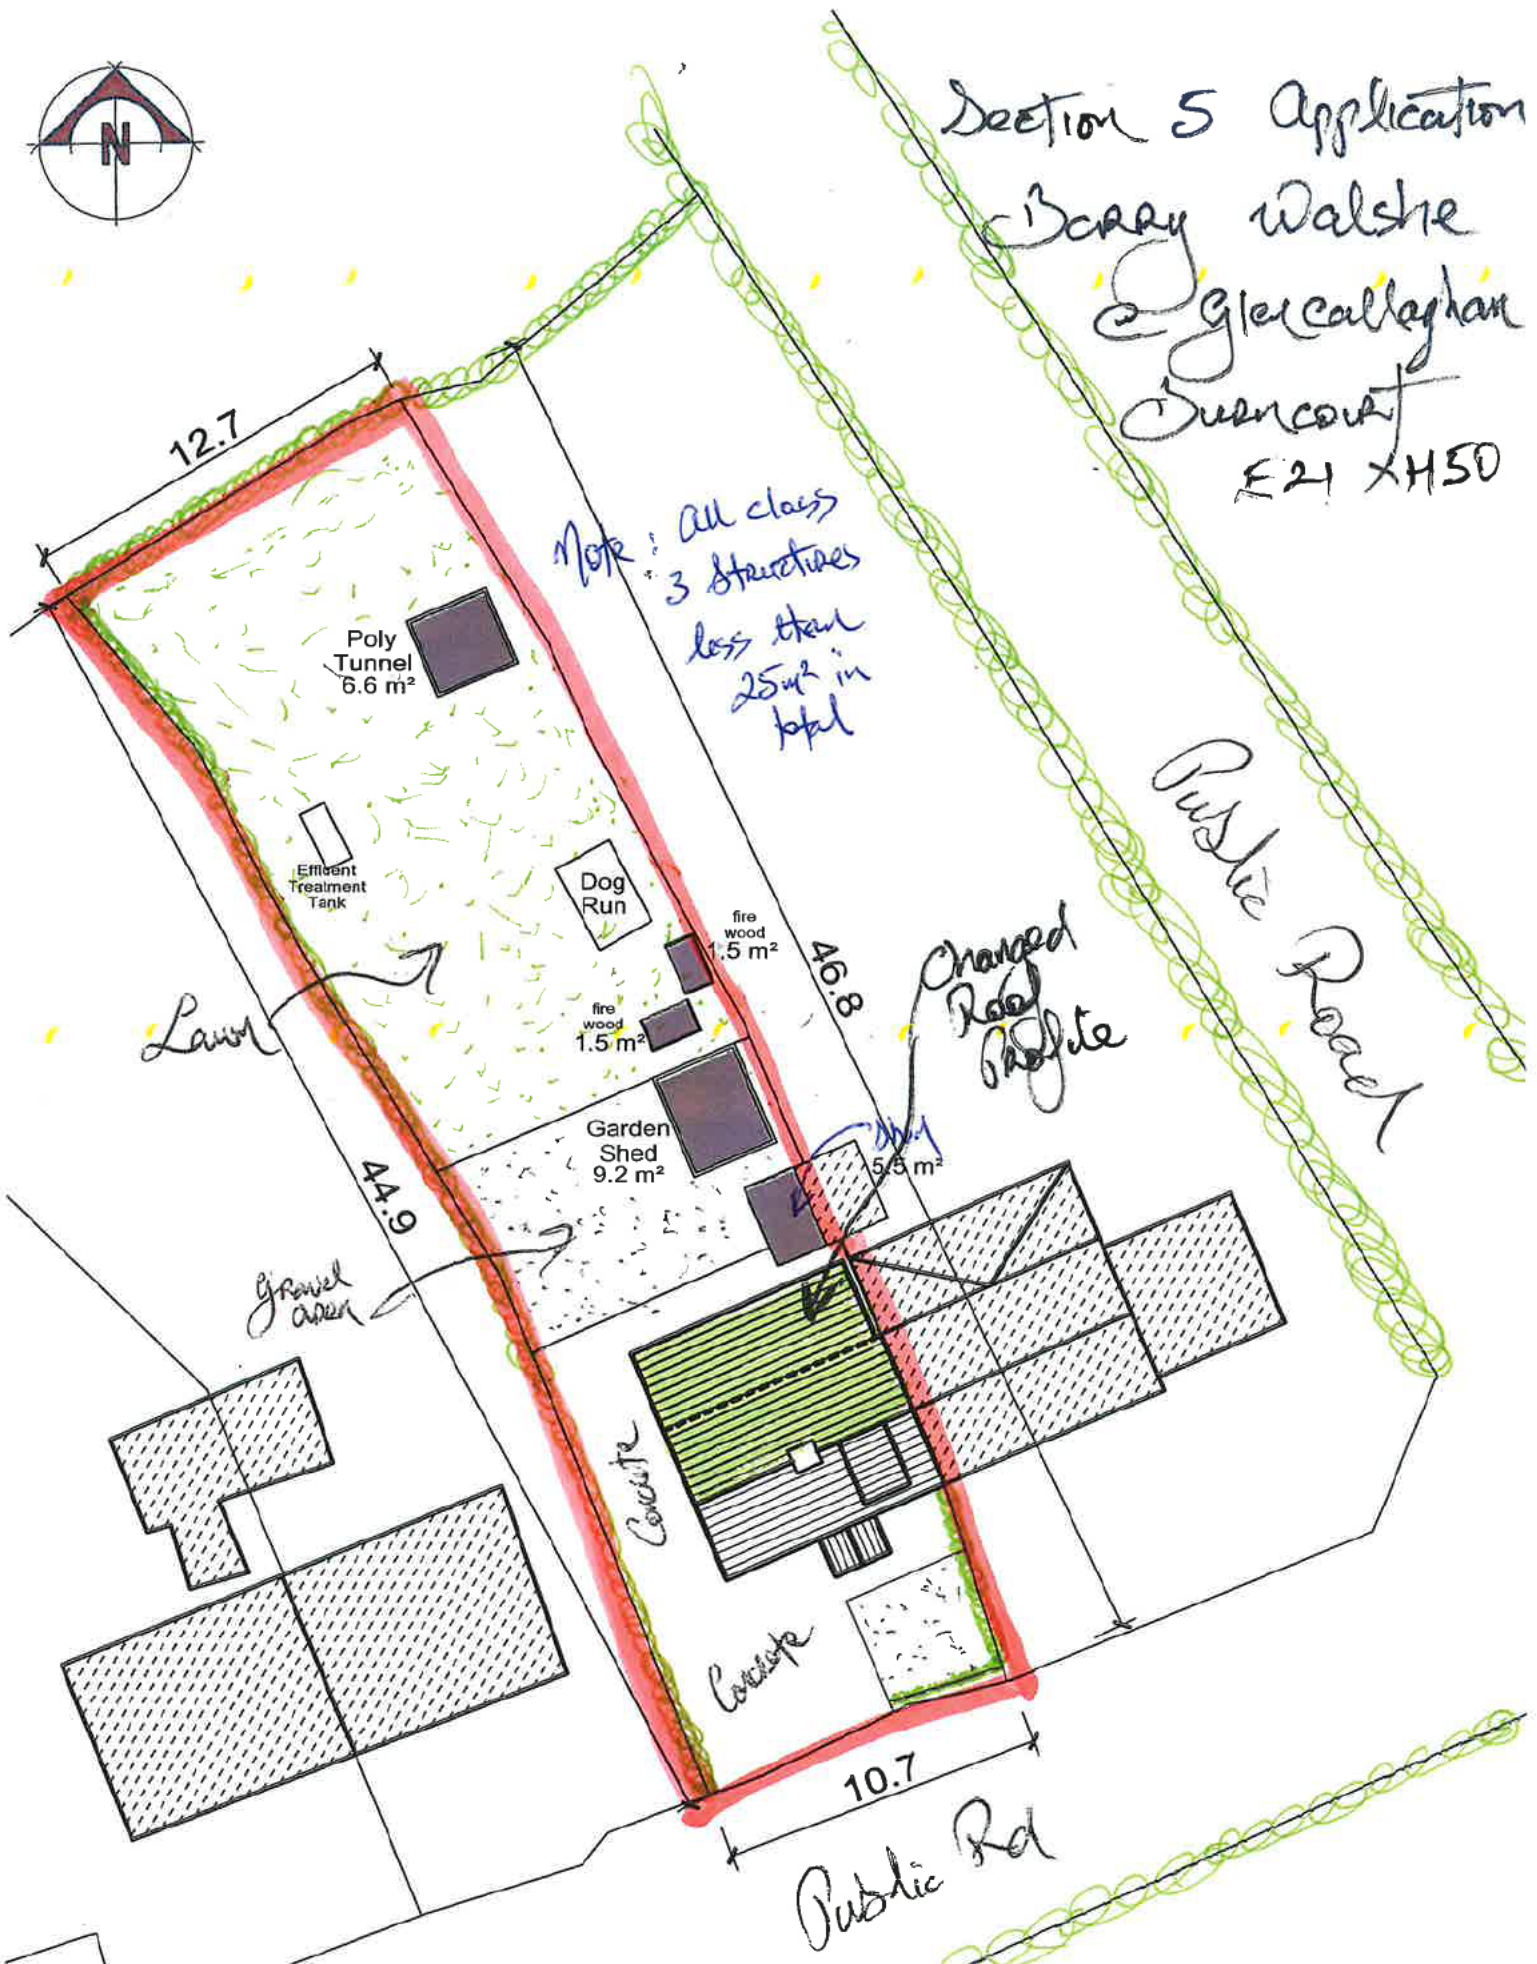 N
Section 5 Application
Barry Walshe
@ Glencallaghan
Burncourt
E21 XH50
12.7
Note: All class
3 Structures
less than
25m² in
total
Poly
Tunnel
6.6 m²
Public Road
Effluent
Treatment
Tank
Dog
Run
fire
wood
1.5 m²
46.8
Changed
Roof
Profile
Lawn
fire
wood
1.5 m²
Garden
Shed
9.2 m²
5.5 m²
44.9
Gravel
area
Concrete
Concrete
10.7
Public Rd